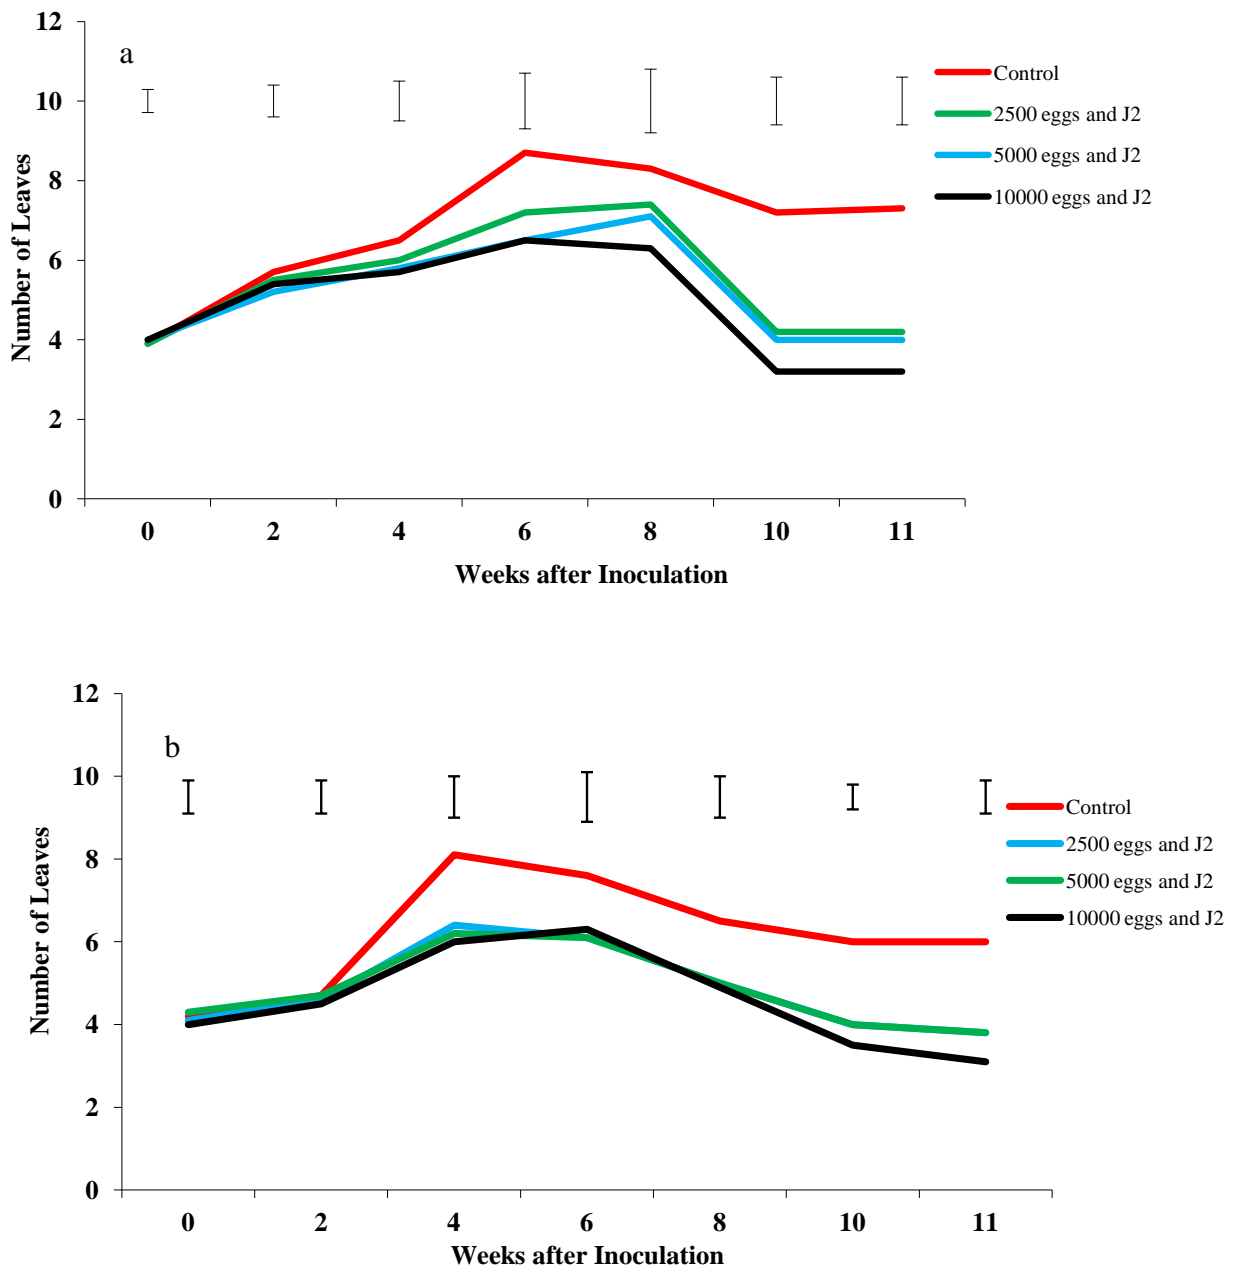 12
a
10
8
6
4
2
0
Number of Leaves
0 2 4 6 8 10 11
Weeks after Inoculation
Control
2500 eggs and J2
5000 eggs and J2
10000 eggs and J2
12
b
10
8
6
4
2
0
Number of Leaves
0 2 4 6 8 10 11
Weeks after Inoculation
Control
2500 eggs and J2
5000 eggs and J2
10000 eggs and J2